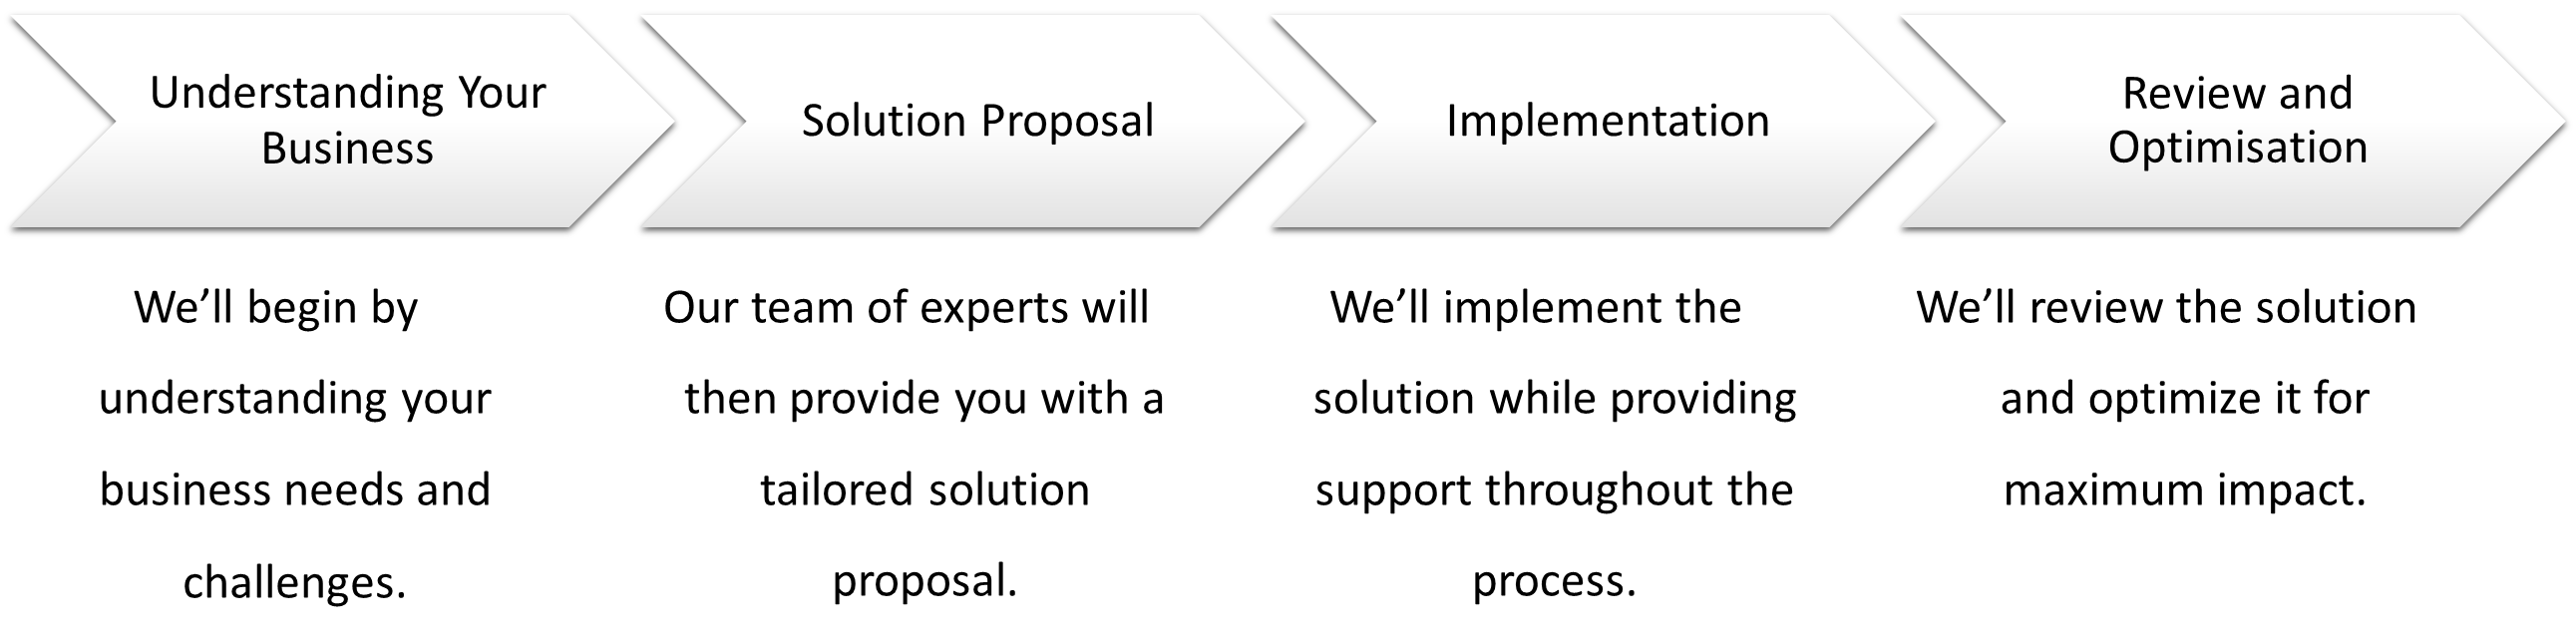 Understanding Your
Business
We’ll begin by
understanding your
business needs and
challenges.
Solution Proposal
Our team of experts will
then provide you with a
tailored solution
proposal.
Implementation
We’ll implement the
solution while providing
support throughout the
process.
Review and
Optimisation
We’ll review the solution
and optimize it for
maximum impact.